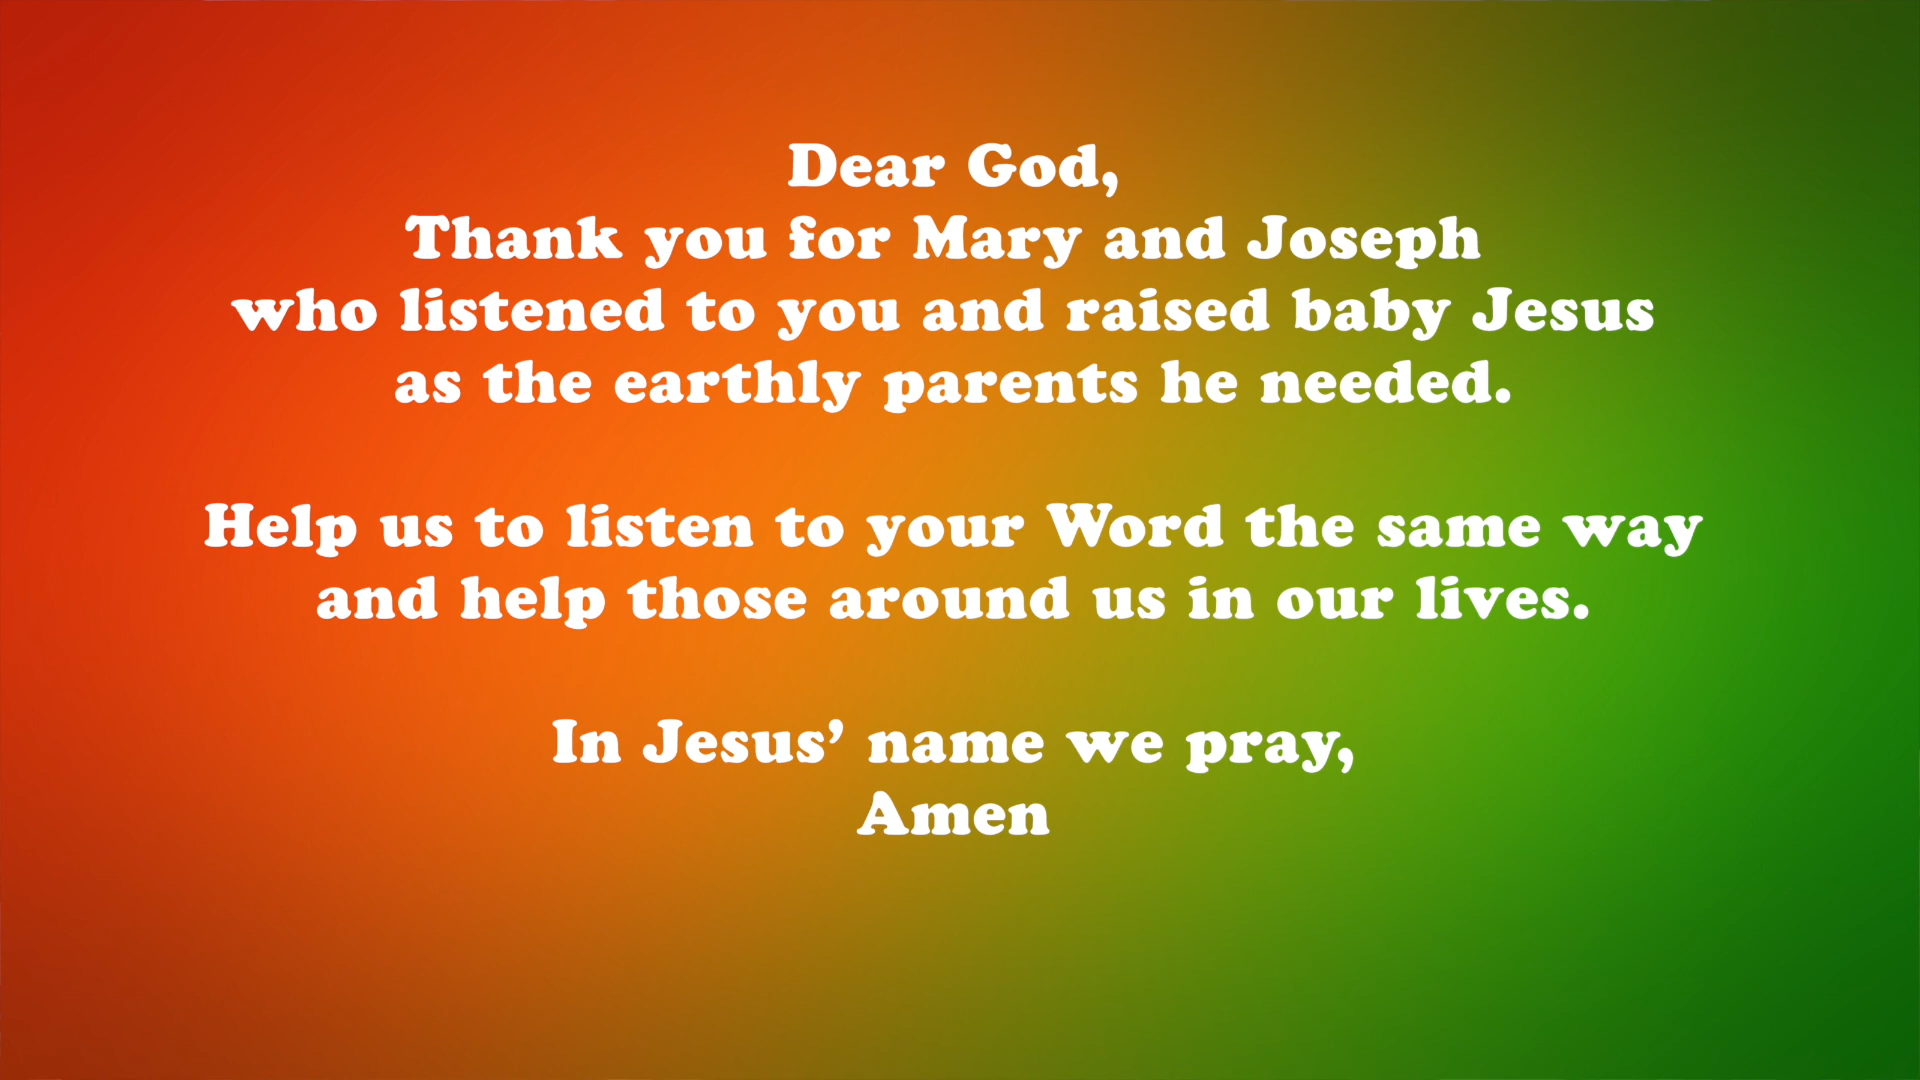 Dear God,
Thank you for Mary and Joseph
who listened to you and raised baby Jesus
as the earthly parents he needed.
Help us to listen to your Word the same way
and help those around us in our lives.
In Jesus’ name we pray,
Amen